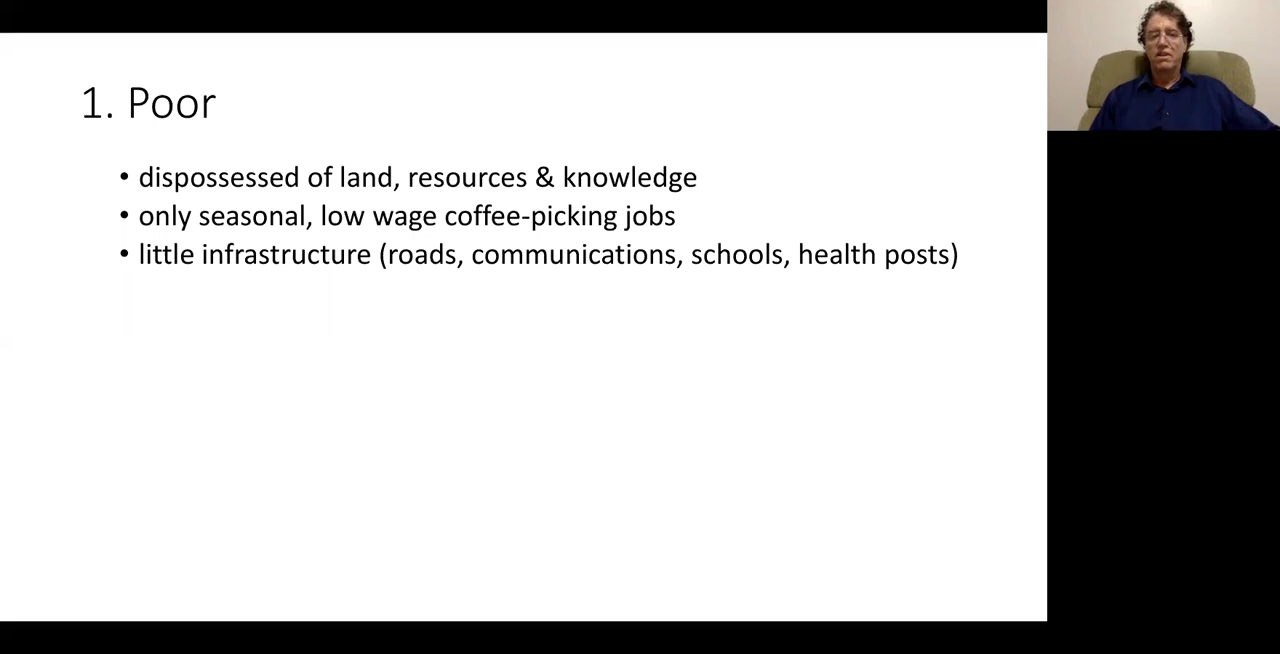 1. Poor
• dispossessed of land, resources & knowledge
• only seasonal, low wage coffee-picking jobs
• little infrastructure (roads, communications, schools, health posts)